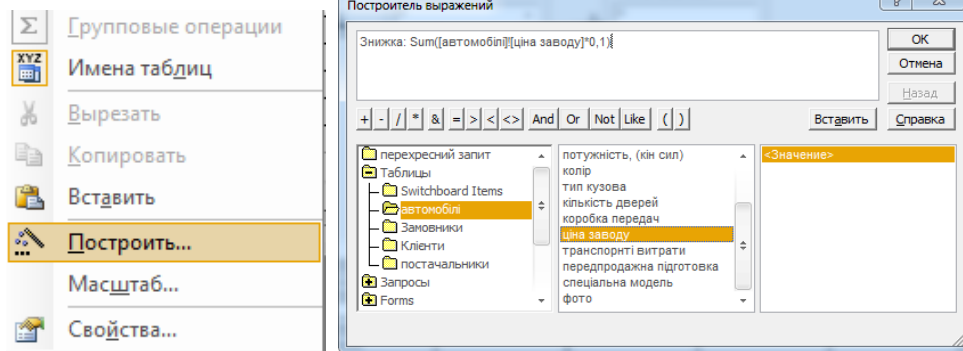 Σ Групповые операции
XYZ Имена таблиц
Вырезать
Копировать
Вставить
Построить...
Масштаб...
Свойства...
Построитель выражений
Знижка: Sum([автомобілі]![ціна заводу]*0,1)
ОК
Отмена
Назад
+ - / * & = > < <> And Or Not Like ( )
Вставить
Справка
перехресний запит
Таблицы
Switchboard Items
автомобілі
Замовники
Клієнти
постачальники
Запросы
Forms
потужність, (кін сил)
колір
тип кузова
кількість дверей
коробка передач
ціна заводу
транспорнті витрати
передпродажна підготовка
спеціальна модель
фото
<Значение>